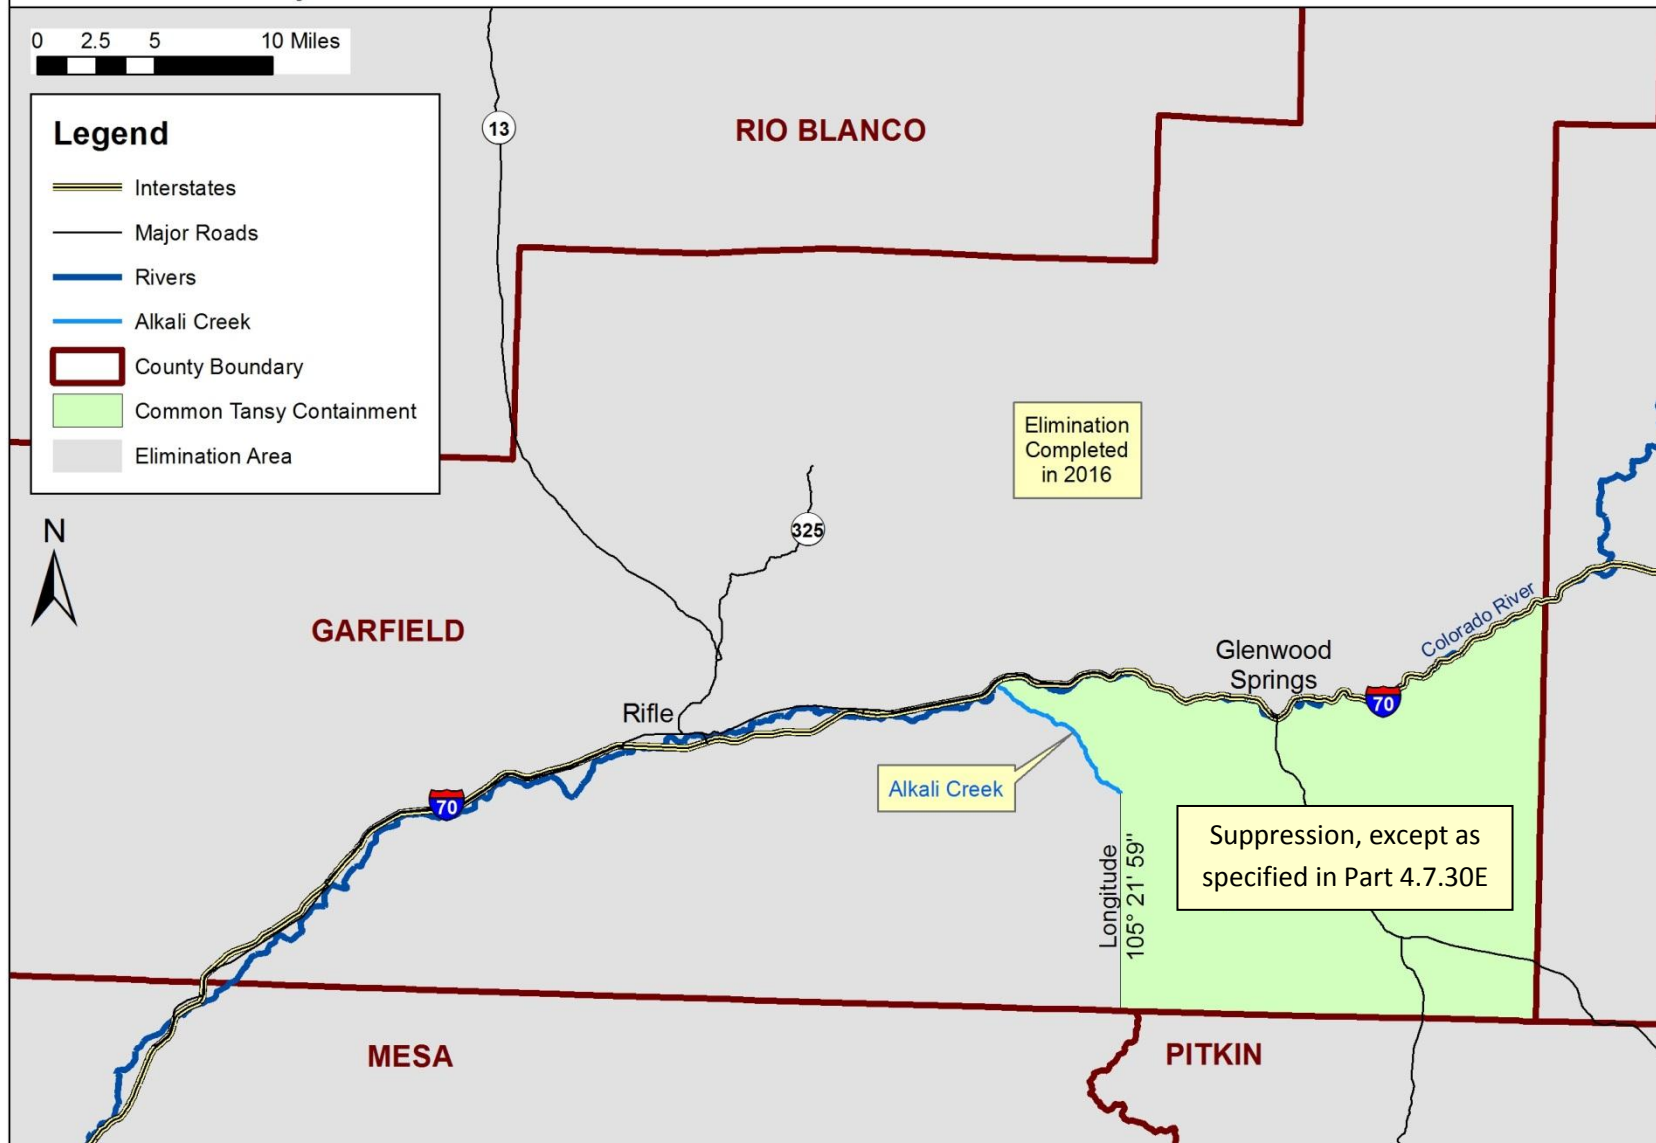 0 2.5 5 10 Miles
Legend
Interstates
Major Roads
Rivers
Alkali Creek
County Boundary
Common Tansy Containment
Elimination Area
N
13
RIO BLANCO
Elimination
Completed
in 2016
325
GARFIELD
Colorado River
Glenwood
Springs
70
Rifle
Alkali Creek
70
Longitude
105° 21' 59"
Suppression, except as
specified in Part 4.7.30E
MESA
PITKIN